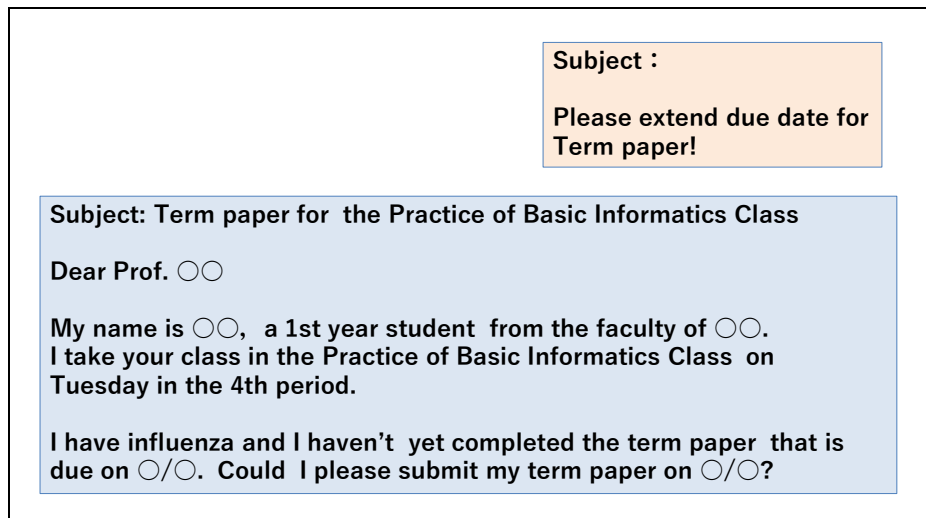 Subject：
Please extend due date for
Term paper!
Subject: Term paper for the Practice of Basic Informatics Class
Dear Prof. ○○
My name is ○○, a 1st year student from the faculty of ○○.
I take your class in the Practice of Basic Informatics Class on
Tuesday in the 4th period.
I have influenza and I haven’t yet completed the term paper that is
due on ○/○. Could I please submit my term paper on ○/○?